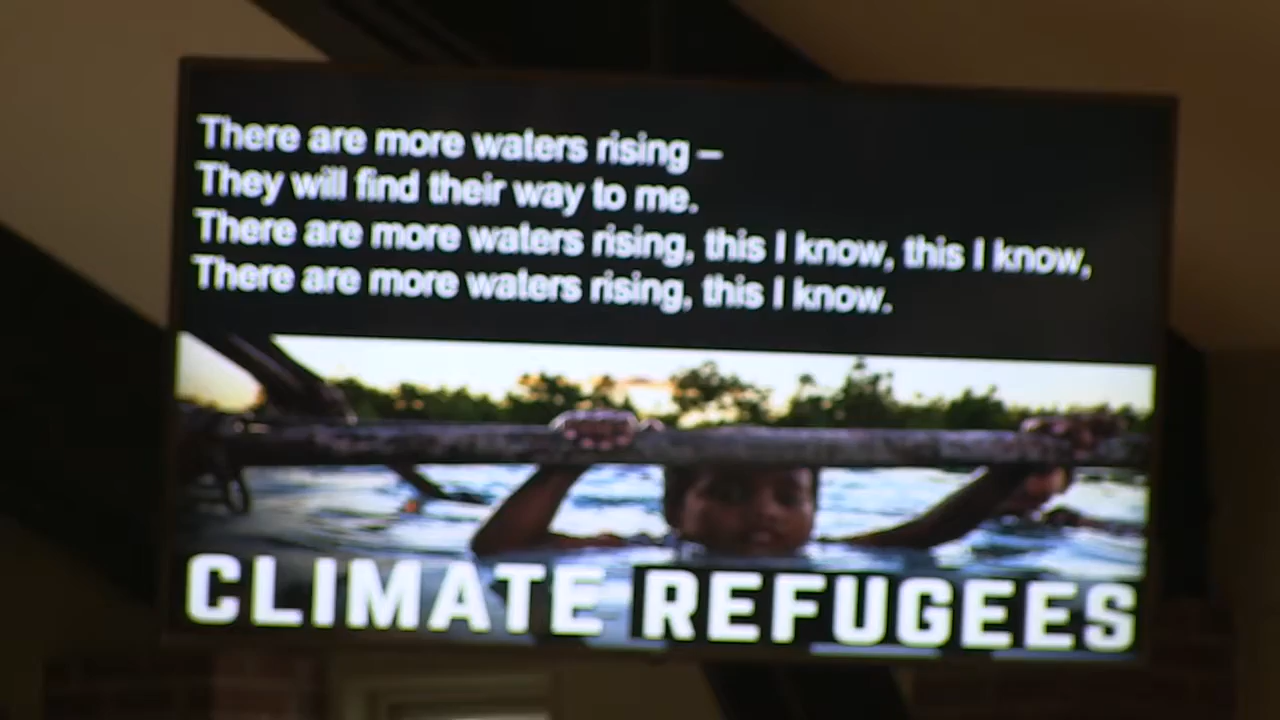 There are more waters rising –
They will find their way to me.
There are more waters rising, this I know, this I know,
There are more waters rising, this I know.
CLIMATE REFUGEES